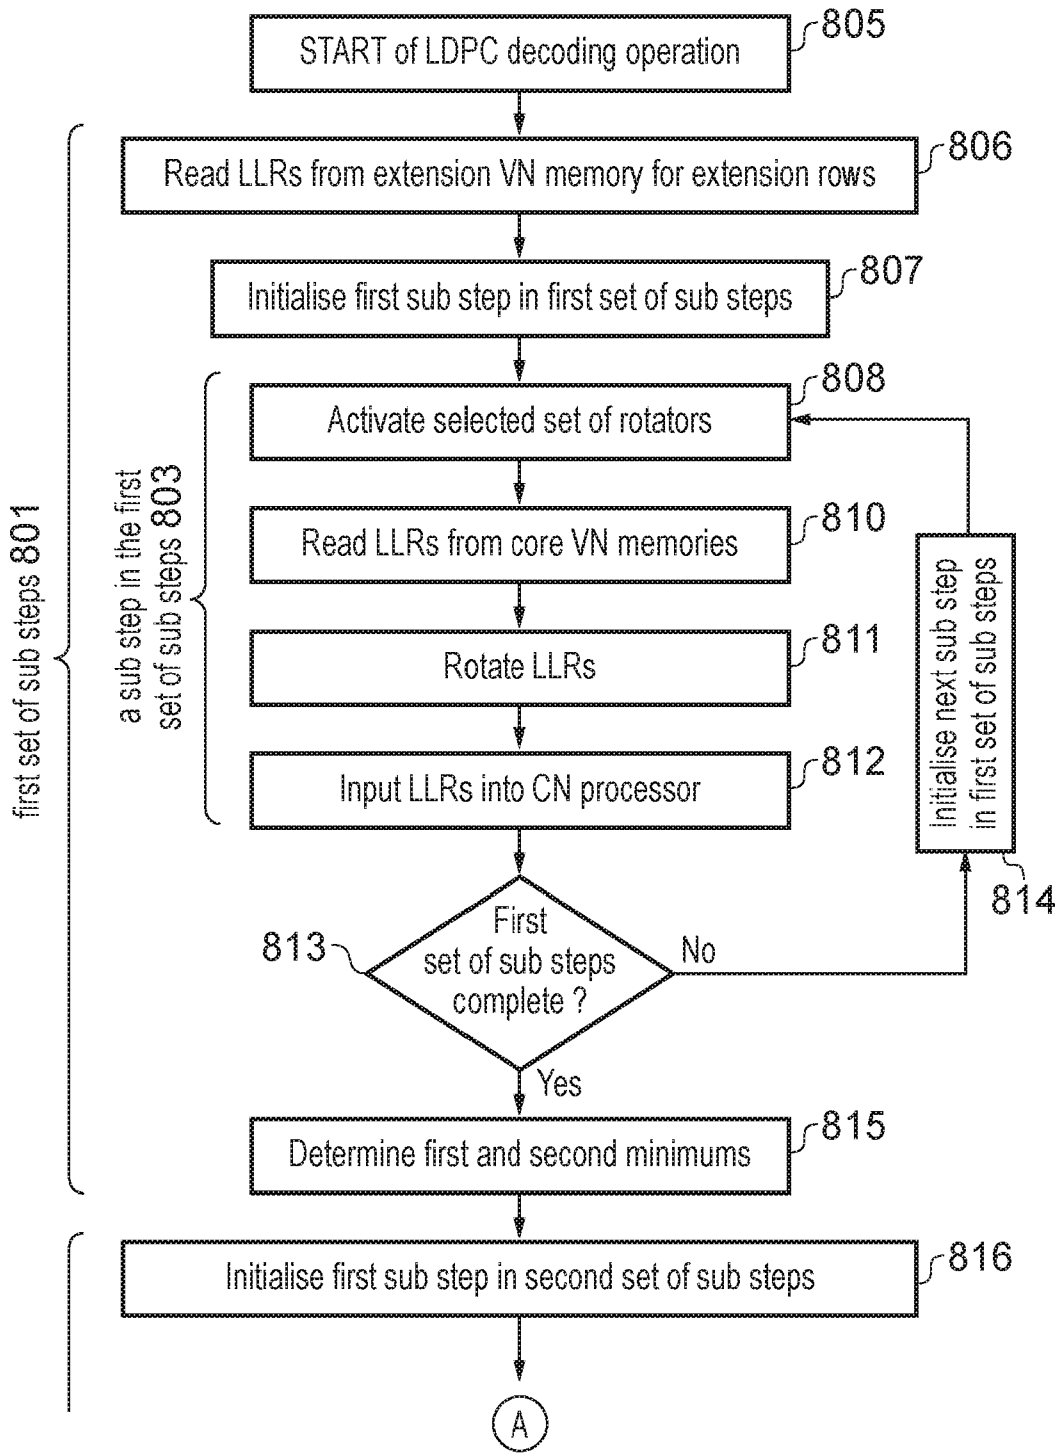 START of LDPC decoding operation
805
Read LLRs from extension VN memory for extension rows
806
Initialise first sub step in first set of sub steps
807
Activate selected set of rotators
808
Read LLRs from core VN memories
810
Rotate LLRs
811
Input LLRs into CN processor
812
First
set of sub steps
complete ?
813
No
Yes
Initialise next sub step
in first set of sub steps
814
Determine first and second minimums
815
Initialise first sub step in second set of sub steps
816
A
first set of sub steps 801
a sub step in the first
set of sub steps 803